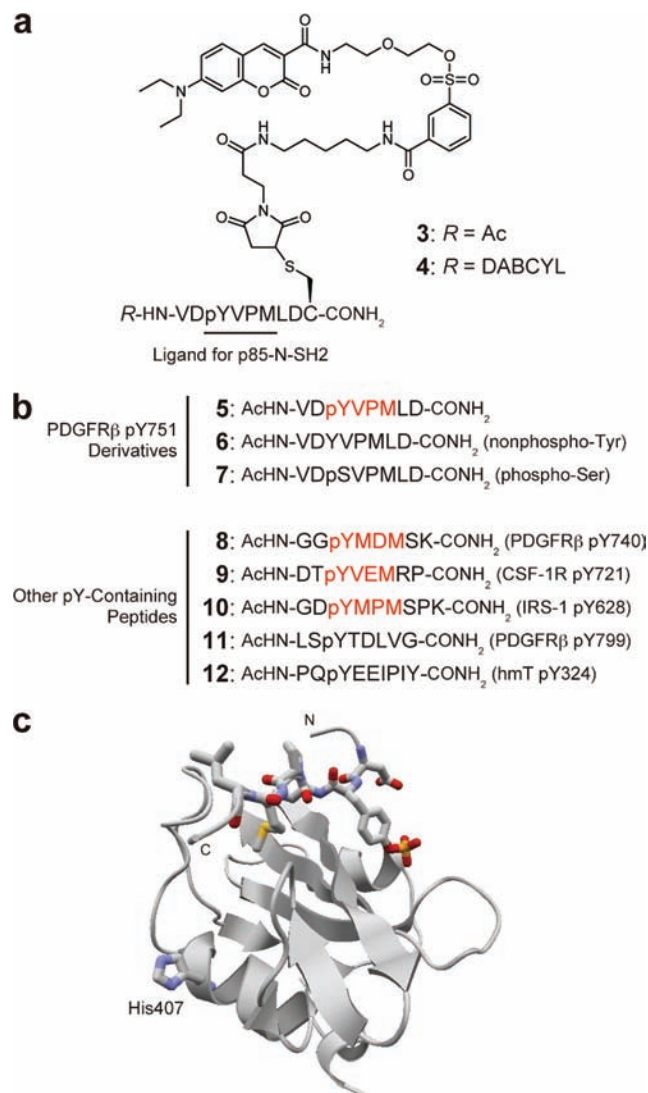 a
O
N
H
O
O
O
N
O
O
O=S=O
H
N
O
H
N
O
O
N
O
S
3: R = Ac
4: R = DABCYL
R-HN-VDpYVPMLDC-CONH2
Ligand for p85-N-SH2
b
PDGFRβ pY751
Derivatives
5: AcHN-VDpYVPMLD-CONH2
6: AcHN-VDYVPMLD-CONH2 (nonphospho-Tyr)
7: AcHN-VDpSVPMLD-CONH2 (phospho-Ser)
Other pY-Containing
Peptides
8: AcHN-GGpYMDMSK-CONH2 (PDGFRβ pY740)
9: AcHN-DTpYVEMRP-CONH2 (CSF-1R pY721)
10: AcHN-GDpYMPMSPK-CONH2 (IRS-1 pY628)
11: AcHN-LSpYTDLVG-CONH2 (PDGFRβ pY799)
12: AcHN-PQpYEEIPIY-CONH2 (hmT pY324)
c
N
C
His407